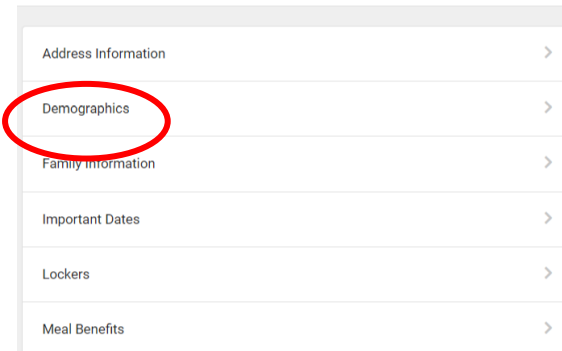 Address Information
Demographics
Family Information
Important Dates
Lockers
Meal Benefits